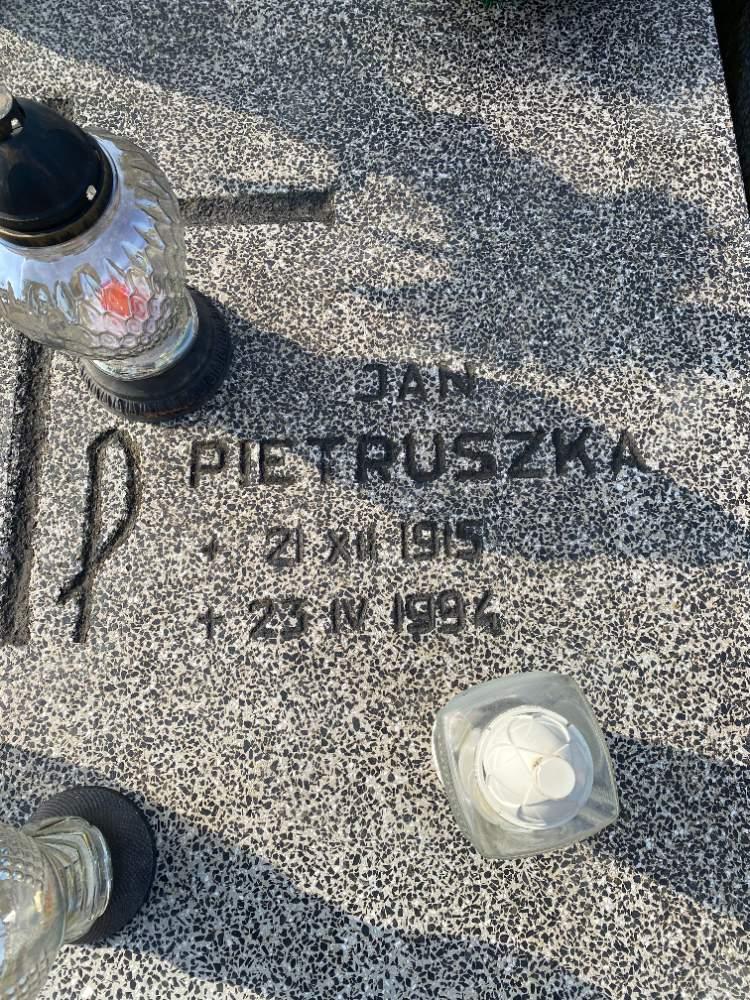 JAN
PIETRUSZKA
+ 21 XII 1915
+ 23 IV 1994